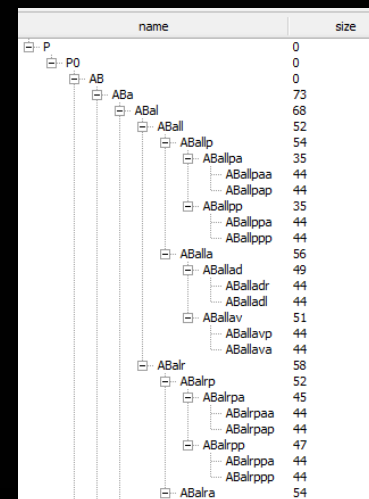 name size
P 0
P0 0
AB 0
ABa 73
ABal 68
ABall 52
ABallp 54
ABallpa 35
ABallpaa 44
ABallpap 44
ABallpp 35
ABallppa 44
ABallppp 44
ABalla 56
ABallad 49
ABalladr 44
ABalladl 44
ABallav 51
ABallavp 44
ABallava 44
ABalr 58
ABalrp 52
ABalrpa 45
ABalrpaa 44
ABalrpap 44
ABalrpp 47
ABalrppa 44
ABalrppp 44
ABalra 54